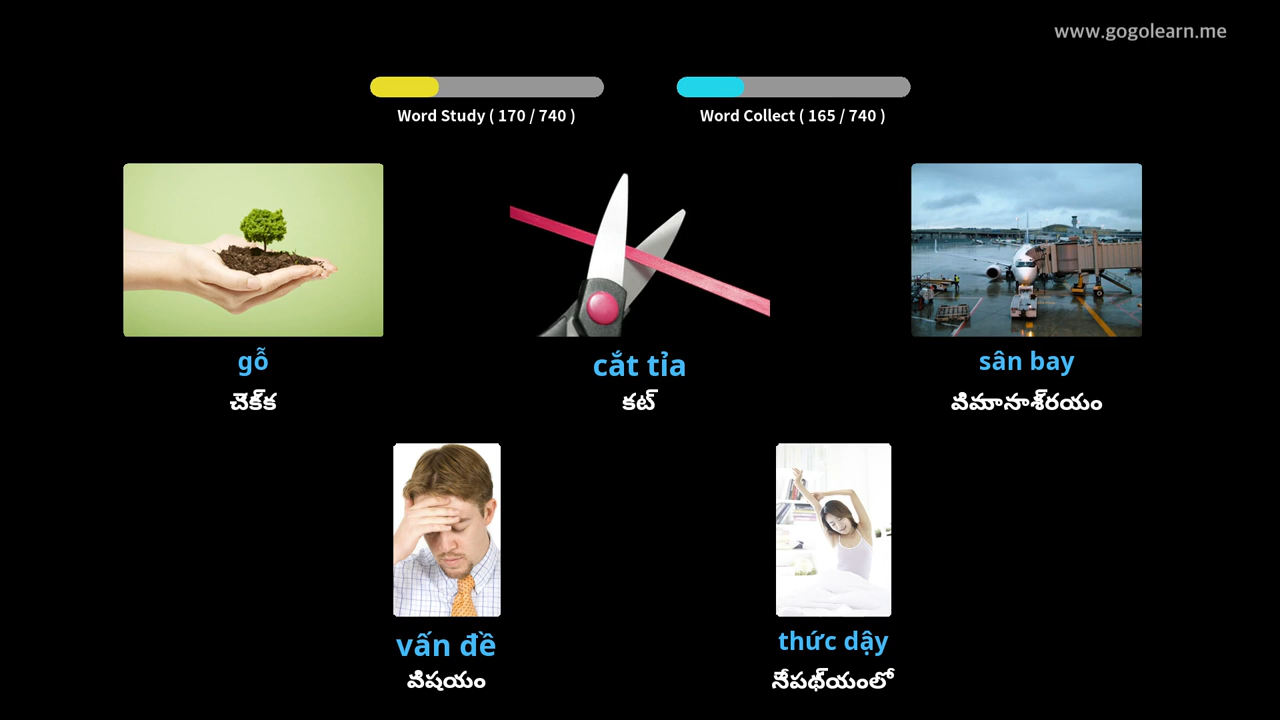 www.gogolearn.me
Word Study ( 170 / 740 )
Word Collect ( 165 / 740 )
gỗ
cắt tỉa
sân bay
చెక్క
కట్
విమానాశ్రయం
vấn đề
thức dậy
విషయం
నేపథ్యంలో